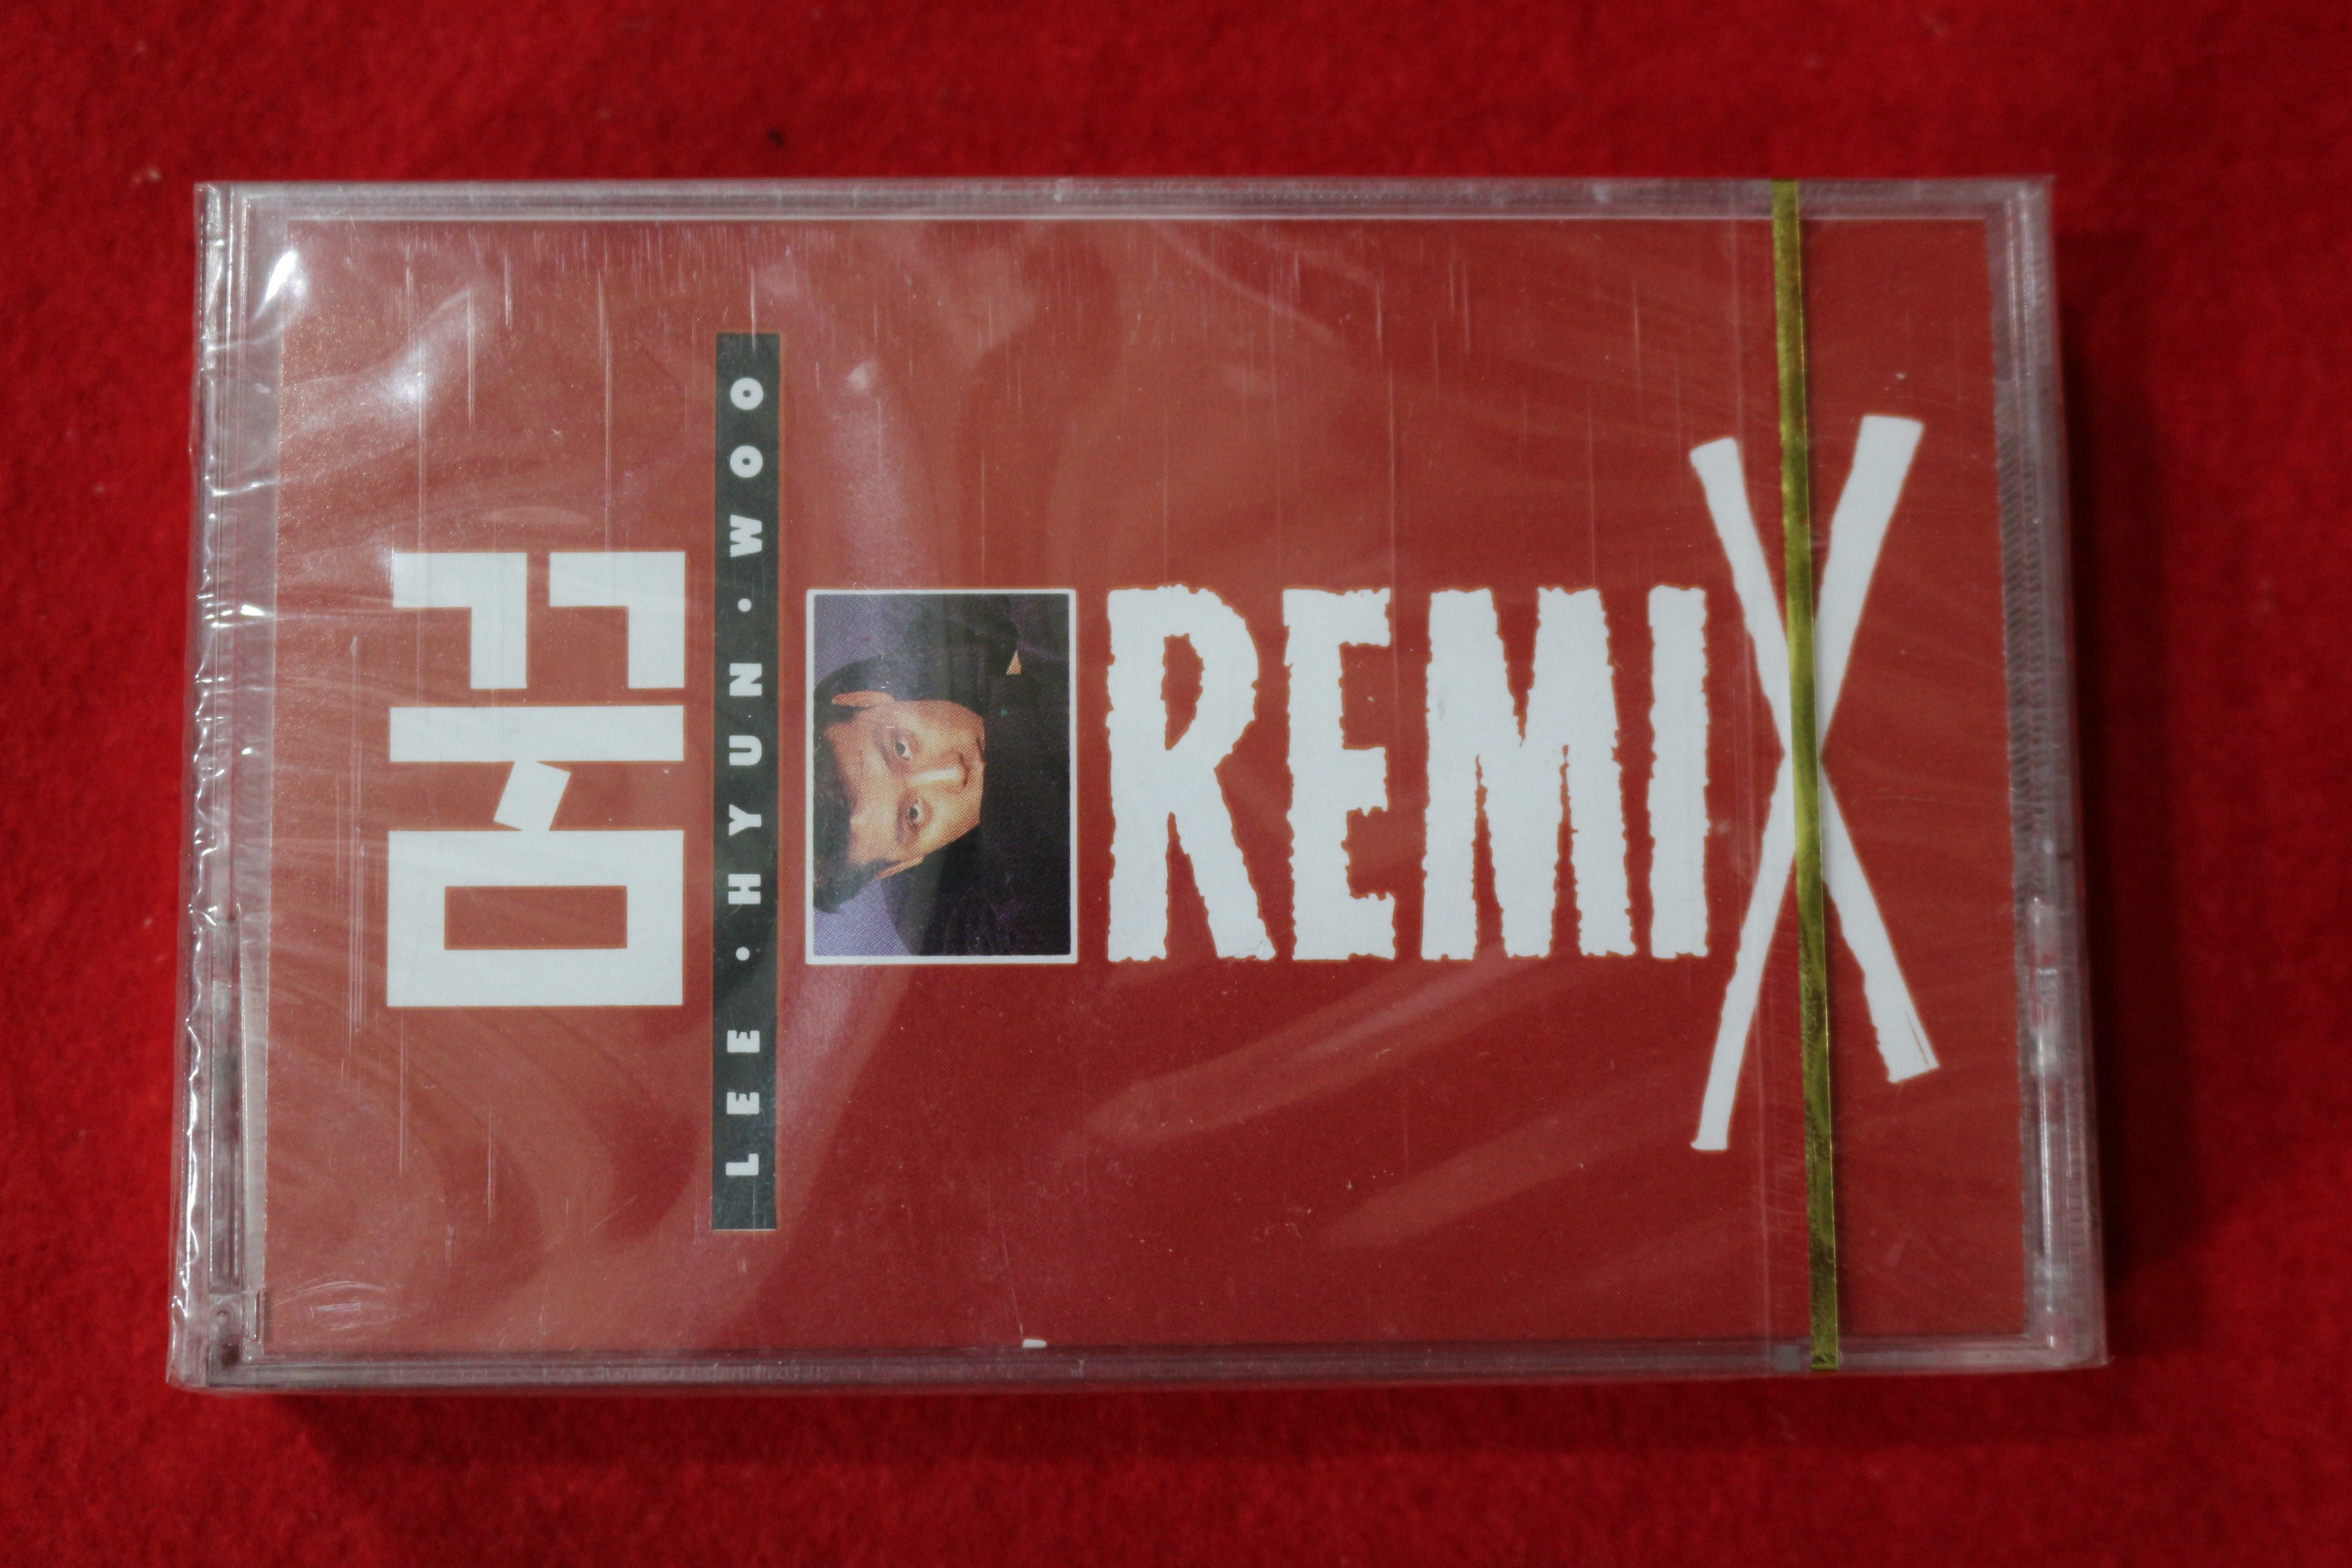 꿈
LEE · HYUN · WOO
REMIX